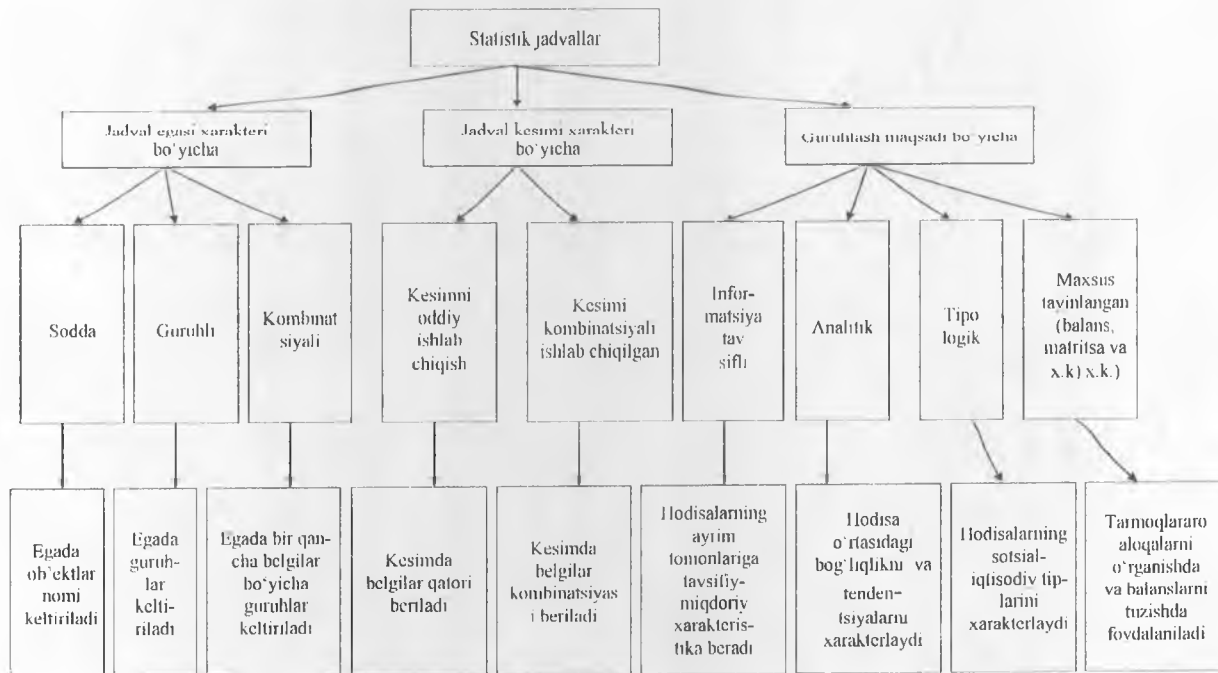 Statistik jadvallar
Jadval egasi xarakteri
bo‘yicha
Jadval kesimi xarakteri
bo‘yicha
Guruhlash maqsadi bo‘yicha
Sodda
Guruhli
Kombinat
siyali
Kesimni
oddiy
ishlab
chiqish
Kesimi
kombinatsiyali
ishlab chiqilgan
Infor-
matsiya
tav
sifli
Analitik
Tipo
logik
Maxsus
tayinlangan
(balans,
matritsa va
x.k) x.k.)
Egada
ob’ektlar
nomi
keltiriladi
Egada
guruh-
lar
kelti-
riladi
Egada bir qan-
cha belgilar
bo‘yicha
guruhlar
keltiriladi
Kesimda
belgilar qatori
beriladi
Kesimda
belgilar
kombinatsiyas
i beriladi
Hodisalarning
ayrim
tomonlariga
tavsifiy-
miqdoriy
xarakteris-
tika beradi
Hodisa
o‘rtasidagi
bog‘liqlikni va
tenden-
tsiyalarni
xarakterlaydi
Hodisalarning
sotsial-
iqtisodiy tip-
larini
xarakterlaydi
Tarmoqlararo
aloqalarni
o‘rganishda
va balanslarni
tuzishda
foydalaniladi